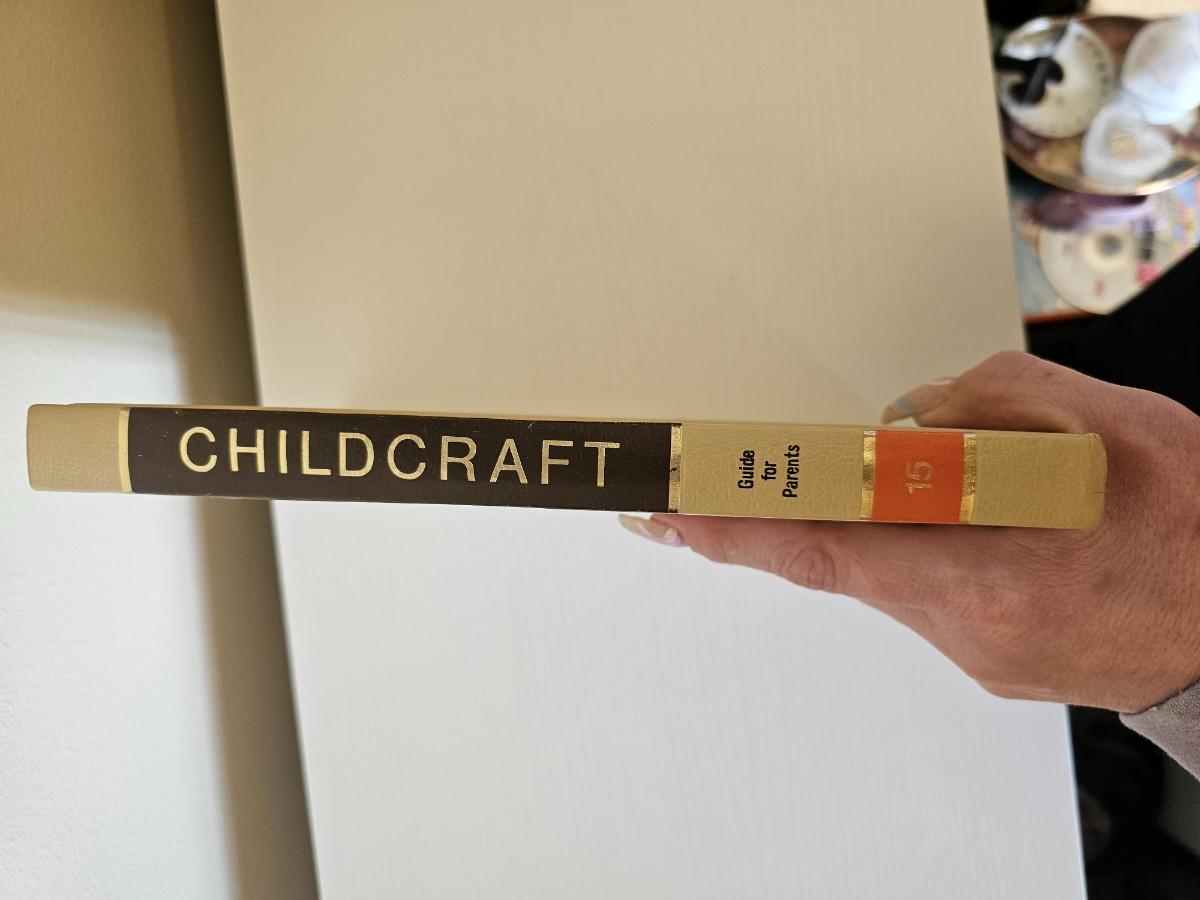 CHILDCRAFT
Guide
for
Parents
15